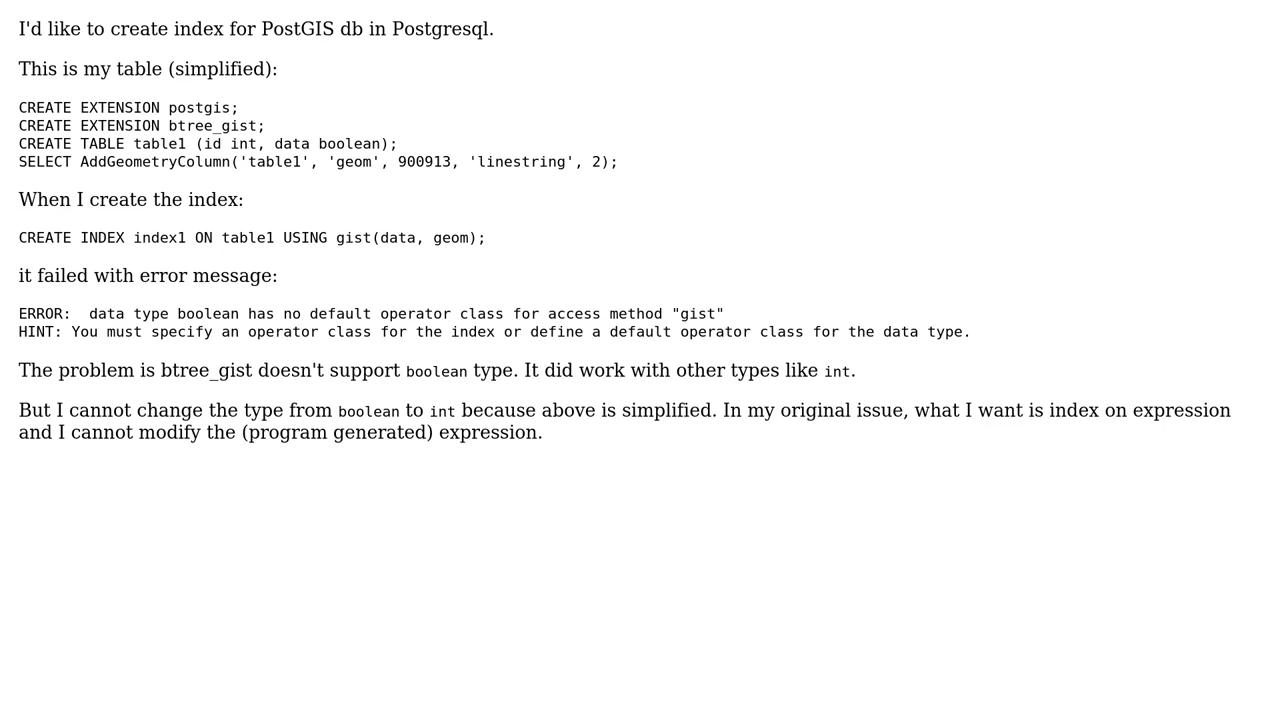 I'd like to create index for PostGIS db in Postgresql.
This is my table (simplified):
CREATE EXTENSION postgis;
CREATE EXTENSION btree_gist;
CREATE TABLE table1 (id int, data boolean);
SELECT AddGeometryColumn('table1', 'geom', 900913, 'linestring', 2);
When I create the index:
CREATE INDEX index1 ON table1 USING gist(data, geom);
it failed with error message:
ERROR:  data type boolean has no default operator class for access method "gist"
HINT: You must specify an operator class for the index or define a default operator class for the data type.
The problem is btree_gist doesn't support boolean type. It did work with other types like int.
But I cannot change the type from boolean to int because above is simplified. In my original issue, what I want is index on expression
and I cannot modify the (program generated) expression.